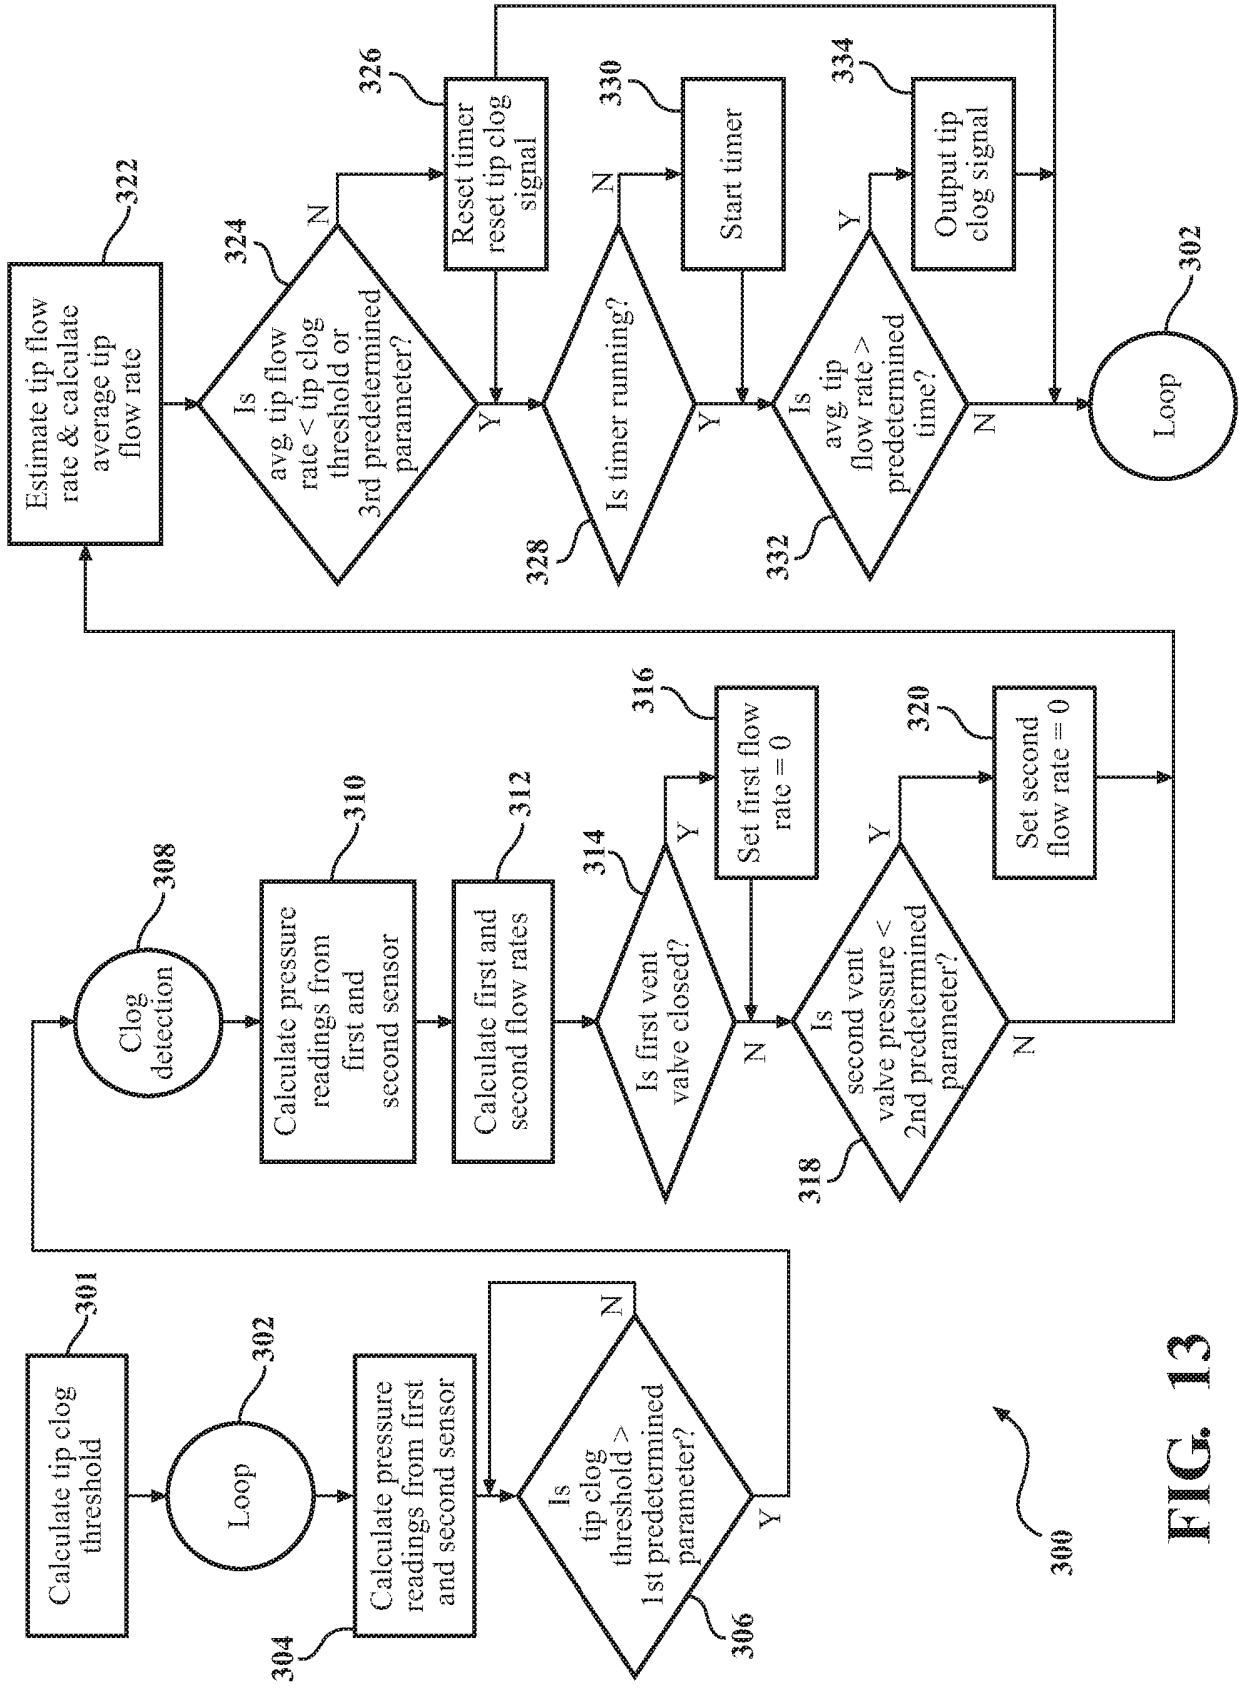 301
Calculate tip clog
threshold
302
Loop
304
Calculate pressure
readings from first
and second sensor
306
Is
tip clog
threshold >
1st predetermined
parameter?
N
Y
308
Clog
detection
310
Calculate pressure
readings from
first and
second sensor
312
Calculate first and
second flow rates
314
Is first vent
valve closed?
Y
N
316
Set first flow
rate = 0
318
Is
second vent
valve pressure <
2nd predetermined
parameter?
Y
N
320
Set second
flow rate = 0
322
Estimate tip flow
rate & calculate
average tip
flow rate
324
Is
avg. tip flow
rate < tip clog
threshold or
3rd predetermined
parameter?
N
Y
326
Reset timer
reset tip clog
signal
328
Is timer running?
N
Y
330
Start timer
332
Is
avg. tip
flow rate >
predetermined
time?
Y
N
334
Output tip
clog signal
302
Loop
300
FIG. 13